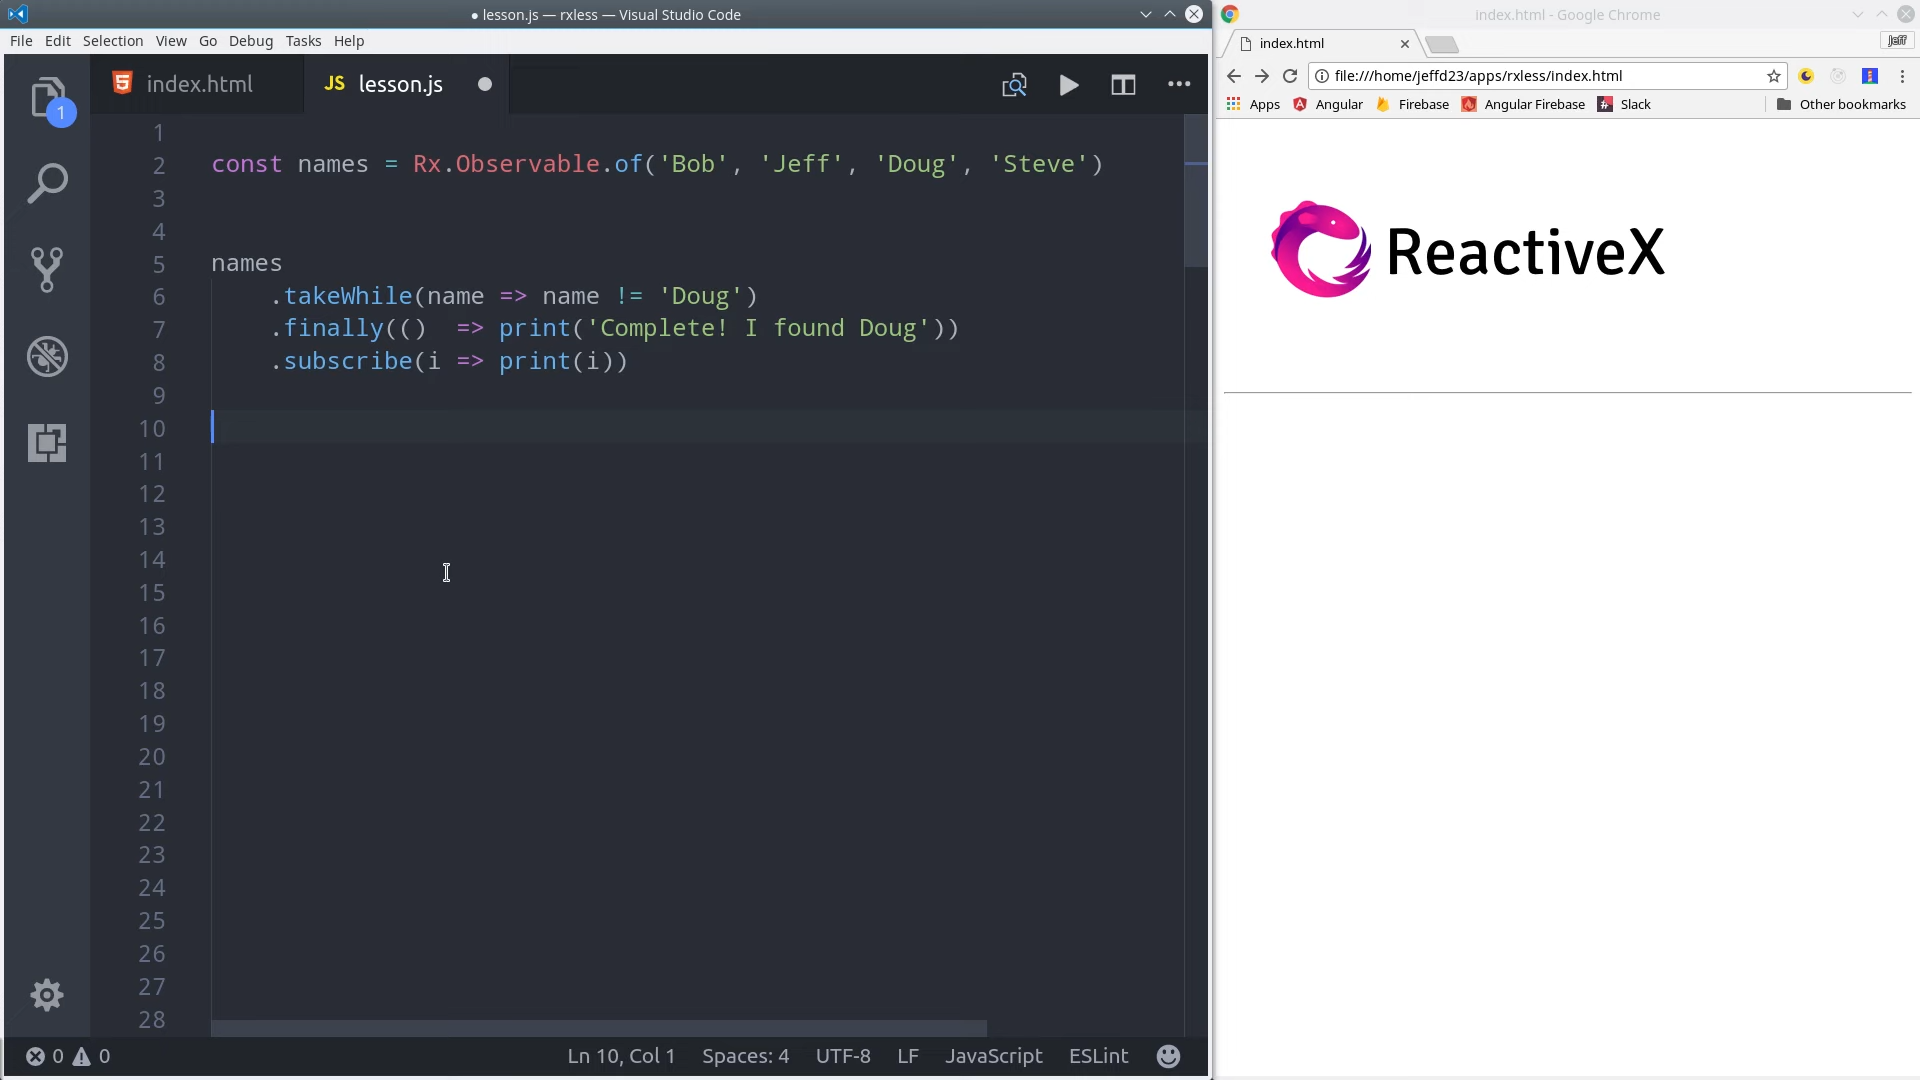 ● lesson.js — rxless — Visual Studio Code
File Edit Selection View Go Debug Tasks Help
1
index.html
JS lesson.js
1
2 const names = Rx.Observable.of('Bob', 'Jeff', 'Doug', 'Steve')
3
4
5 names
6 .takeWhile(name => name != 'Doug')
7 .finally(() => print('Complete! I found Doug'))
8 .subscribe(i => print(i))
9
10
11
12
13
14
15
16
17
18
19
20
21
22
23
24
25
26
27
28
0 0 Ln 10, Col 1 Spaces: 4 UTF-8 LF JavaScript ESLint
index.html - Google Chrome
index.html
Jeff
file:///home/jeffd23/apps/rxless/index.html
Apps Angular Firebase Angular Firebase Slack Other bookmarks
ReactiveX